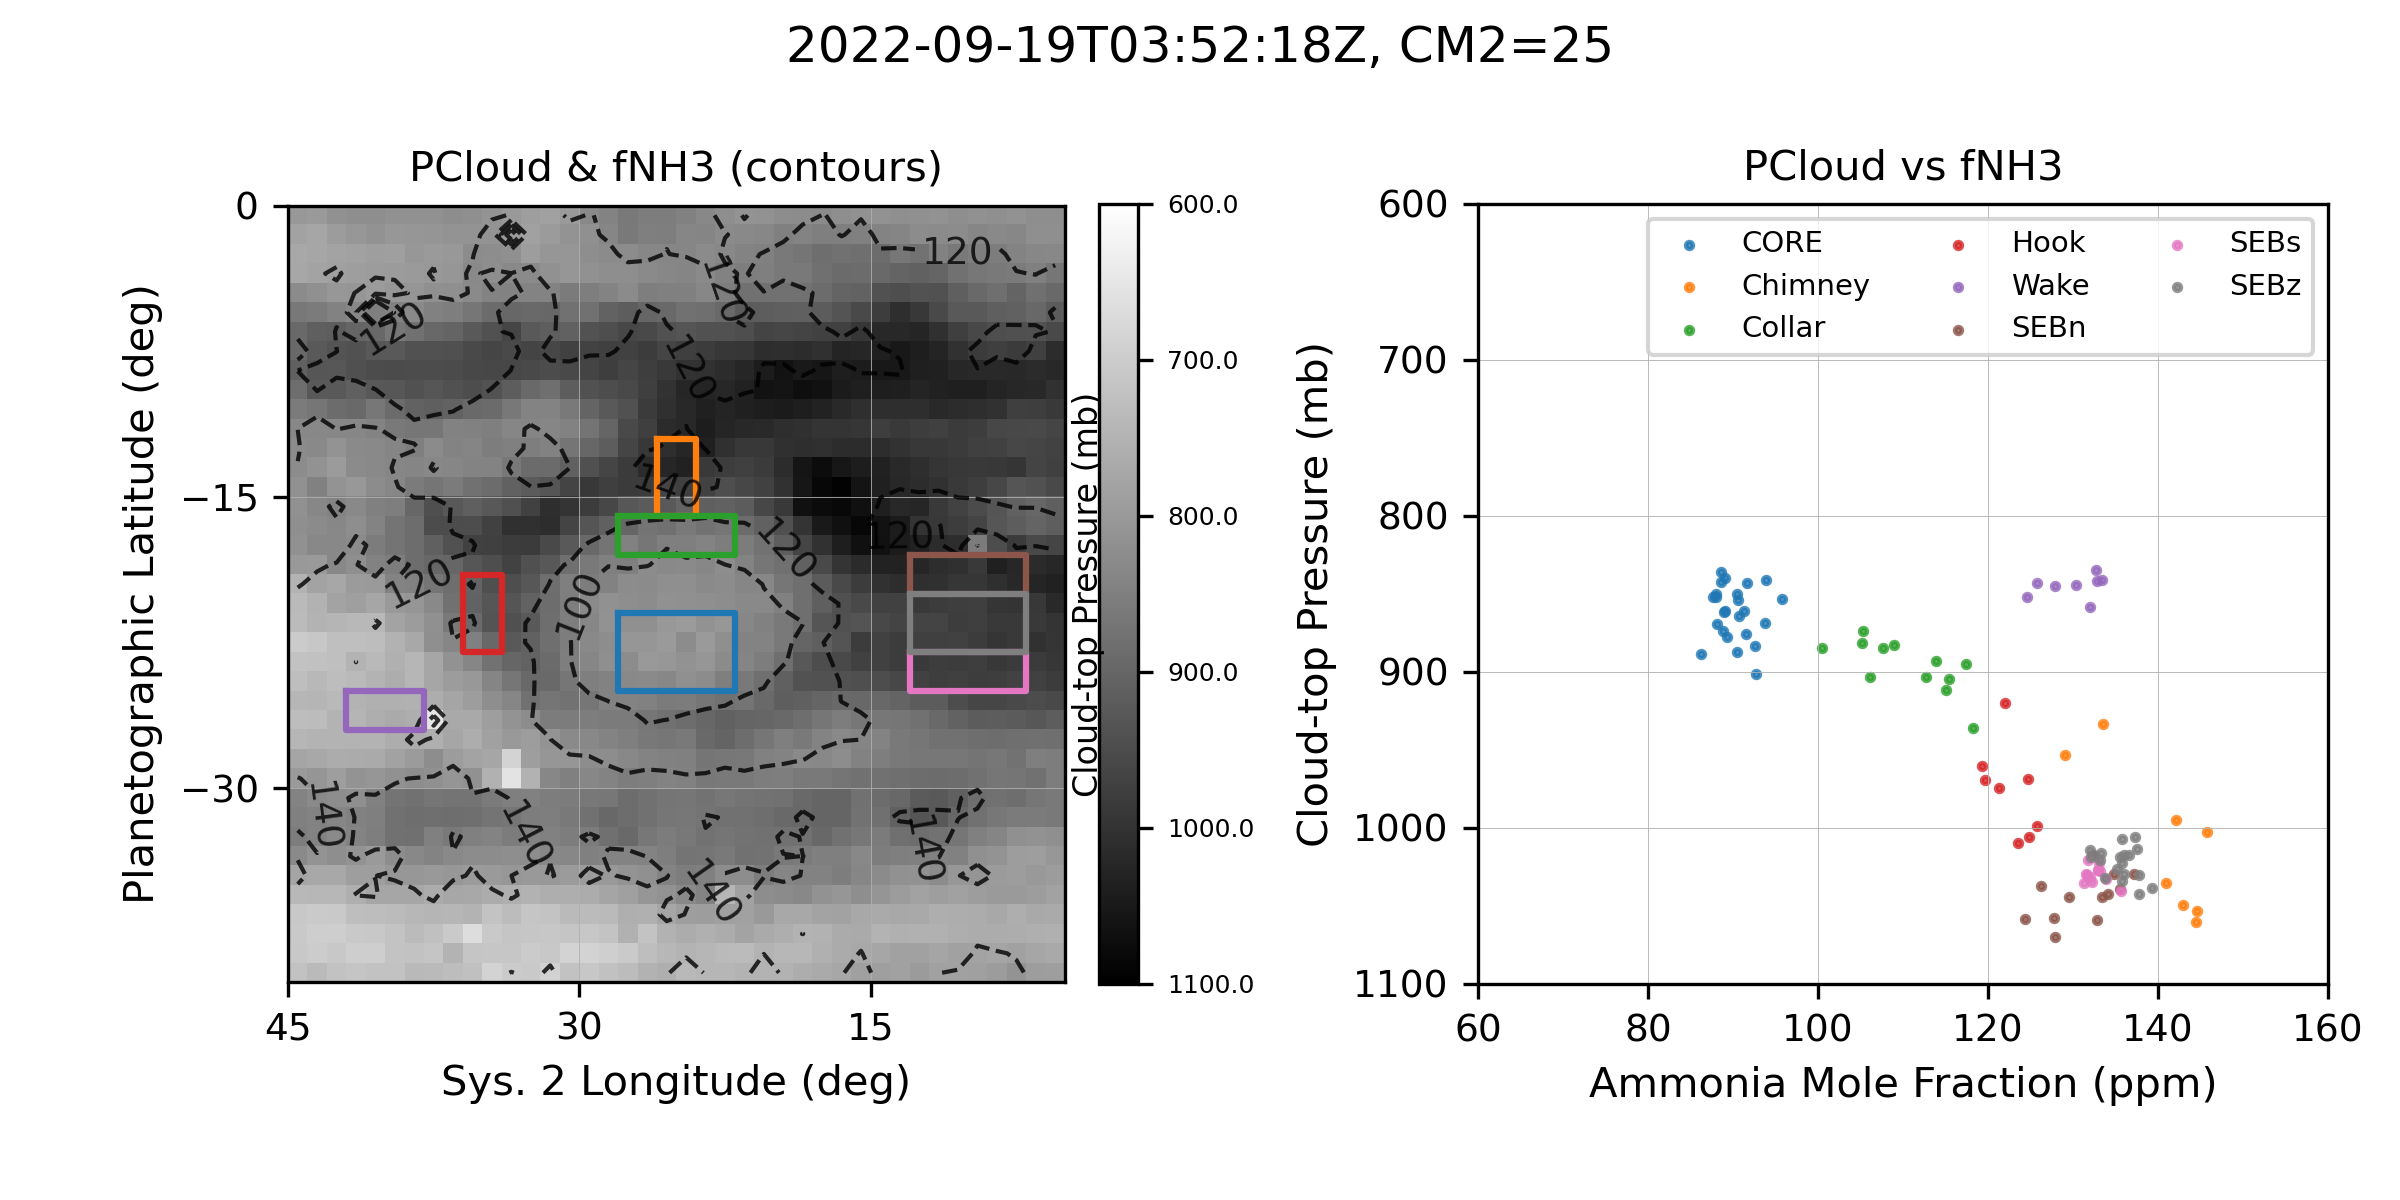 2022-09-19T03:52:18Z, CM2=25
PCloud & fNH3 (contours)
0
−15
−30
Planetographic Latitude (deg)
45
30
15
Sys. 2 Longitude (deg)
120
120
120
120
140
120
120
120
100
140
140
140
140
Cloud-top Pressure (mb)
600.0
700.0
800.0
900.0
1000.0
1100.0
PCloud vs fNH3
CORE
Chimney
Collar
Hook
Wake
SEBn
SEBs
SEBz
600
700
800
900
1000
1100
Cloud-top Pressure (mb)
60
80
100
120
140
160
Ammonia Mole Fraction (ppm)